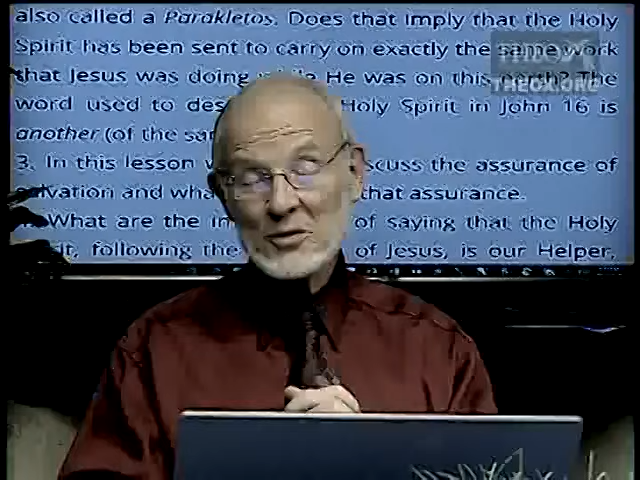 also called a Parakletos. Does that imply that the Holy
Spirit has been sent to carry on exactly the same work
that Jesus was doing while He was on this earth? The
word used to des Holy Spirit in John 16 is
another (of the sa
3. In this lesson w scuss the assurance of
salvation and wha that assurance.
What are the im of saying that the Holy
it, following the of Jesus, is our Helper,
THEOX.ORG